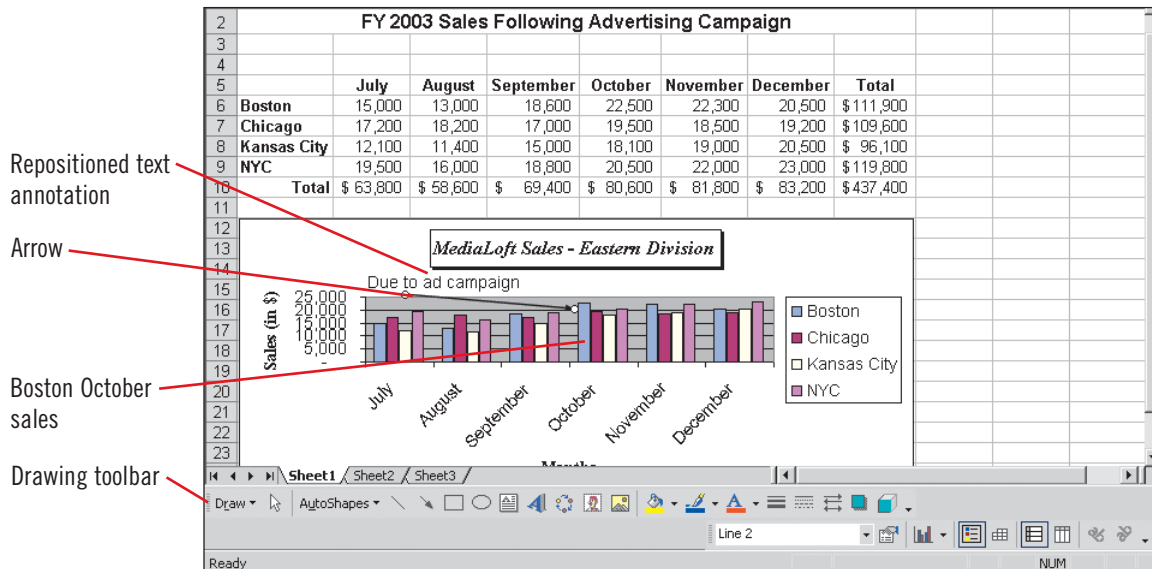 2 FY 2003 Sales Following Advertising Campaign
3
4
5 July August September October November December Total
6 Boston 15,000 13,000 18,600 22,500 22,300 20,500 $111,900
7 Chicago 17,200 18,200 17,000 19,500 18,500 19,200 $109,600
8 Kansas City 12,100 11,400 15,000 18,100 19,000 20,500 $ 96,100
9 NYC 19,500 16,000 18,800 20,500 22,000 23,000 $119,800
10 Total $ 63,800 $ 58,600 $ 69,400 $ 80,600 $ 81,800 $ 83,200 $437,400
11
12
13
14
15
16
17
18
19
20
21
22
23
Repositioned text
annotation
Arrow
Boston October
sales
Drawing toolbar
MediaLoft Sales - Eastern Division
Due to ad campaign
Sales (in $)
25,000
20,000
15,000
10,000
5,000
-
July
August
September
October
November
December
Months
Boston
Chicago
Kansas City
NYC
Sheet1 Sheet2 Sheet3
Draw AutoShapes
Line 2
Ready NUM